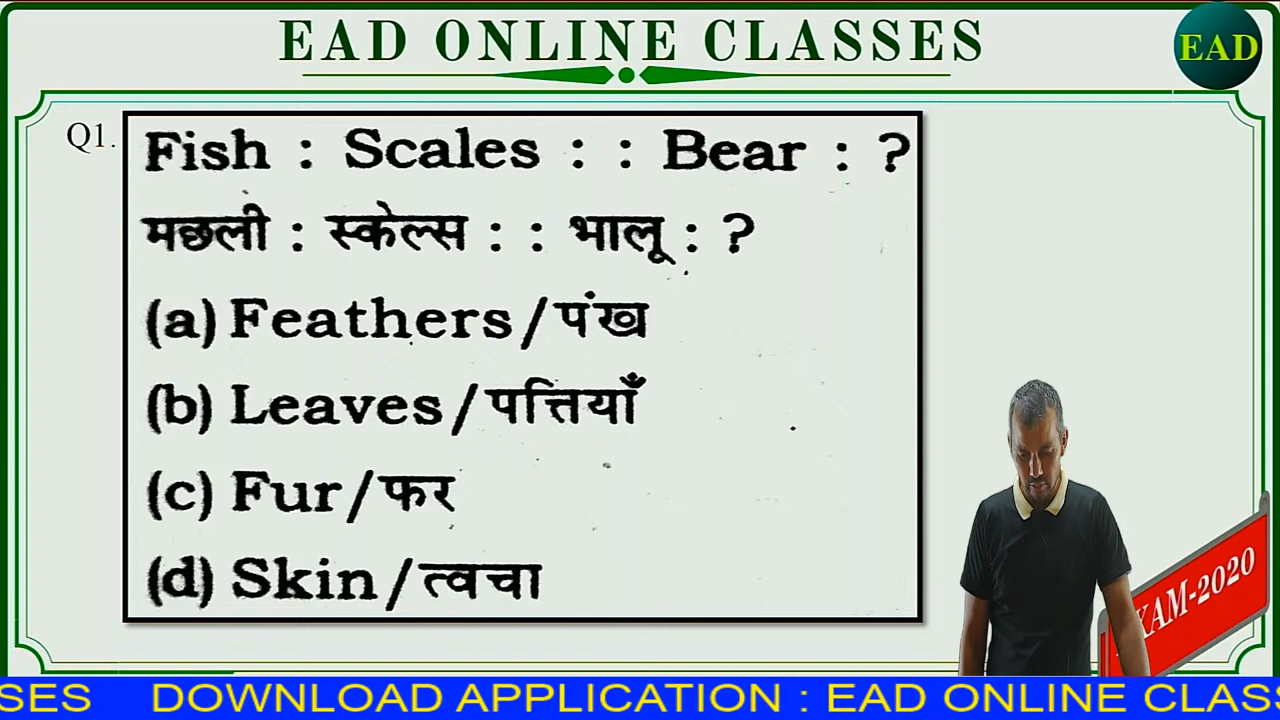 EAD ONLINE CLASSES
EAD
Q1.
Fish : Scales : : Bear : ?
मछली : स्केल्स : : भालू : ?
(a) Feathers/पंख
(b) Leaves/पत्तियाँ
(c) Fur/फर
(d) Skin/त्वचा
XAM-2020
SES DOWNLOAD APPLICATION : EAD ONLINE CLASS